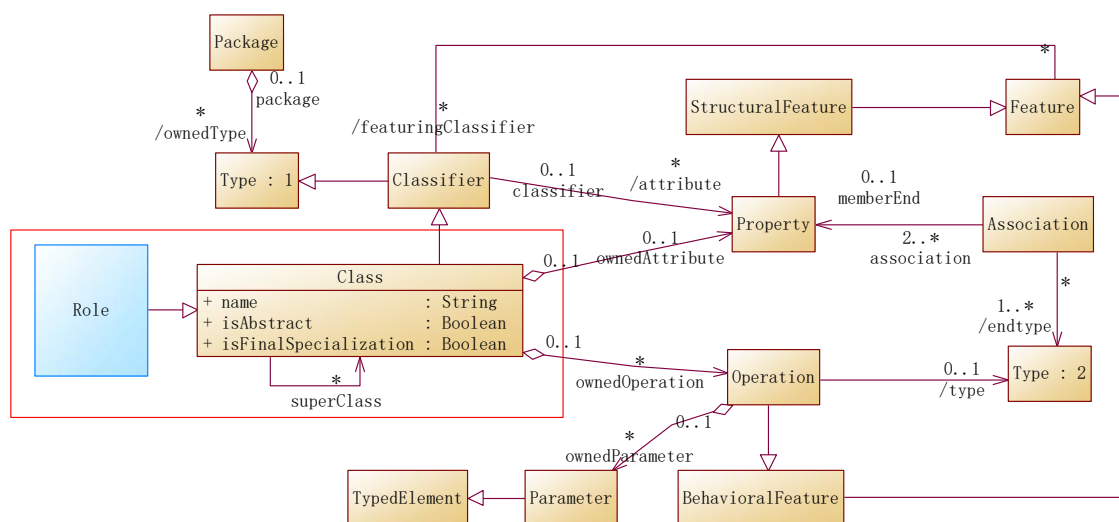 Package
0..1
package
*
/ownedType
Type : 1
*
/featuringClassifier
Classifier
0..1
classifier
*
/attribute
StructuralFeature
*
Feature
0..1
memberEnd
Property
Association
2..*
association
*
1..*
/endtype
Type : 2
Role
Class
+ name : String
+ isAbstract : Boolean
+ isFinalSpecialization : Boolean
*
superClass
0..1
0..1
ownedAttribute
0..1
*
ownedOperation
Operation
0..1
/type
0..1
*
ownedParameter
TypedElement
Parameter
BehavioralFeature